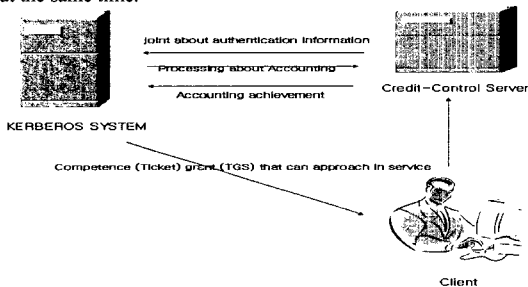 ut the same time.
joint about authentication information
Processing about Accounting
Accounting achievement
Credit-Control Server
KERBEROS SYSTEM
Competence (Ticket) grant (TGS) that can approach in service
Client